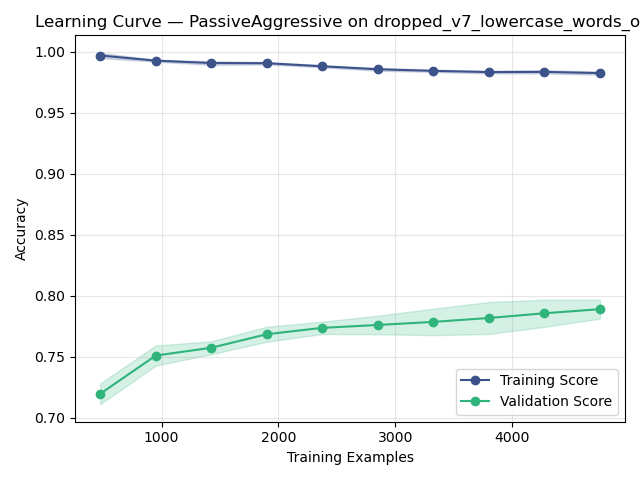 Learning Curve — PassiveAggressive on dropped_v7_lowercase_words_o
1.00
0.95
0.90
0.85
0.80
0.75
0.70
Accuracy
1000
2000
3000
4000
Training Examples
Training Score
Validation Score